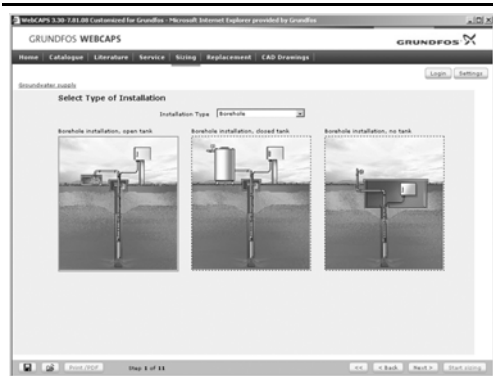 WebCAPS 3.30-7.01.08 Customized for Grundfos - Microsoft Internet Explorer provided by Grundfos
GRUNDFOS WEBCAPS
GRUNDFOS
Home Catalogue Literature Service Sizing Replacement CAD Drawings
Login Settings
Groundwater supply
Select Type of Installation
Installation Type Borehole
Borehole installation, open tank Borehole installation, closed tank Borehole installation, no tank
Print/PDF Step 1 of 11 << < Back Next > Start sizing